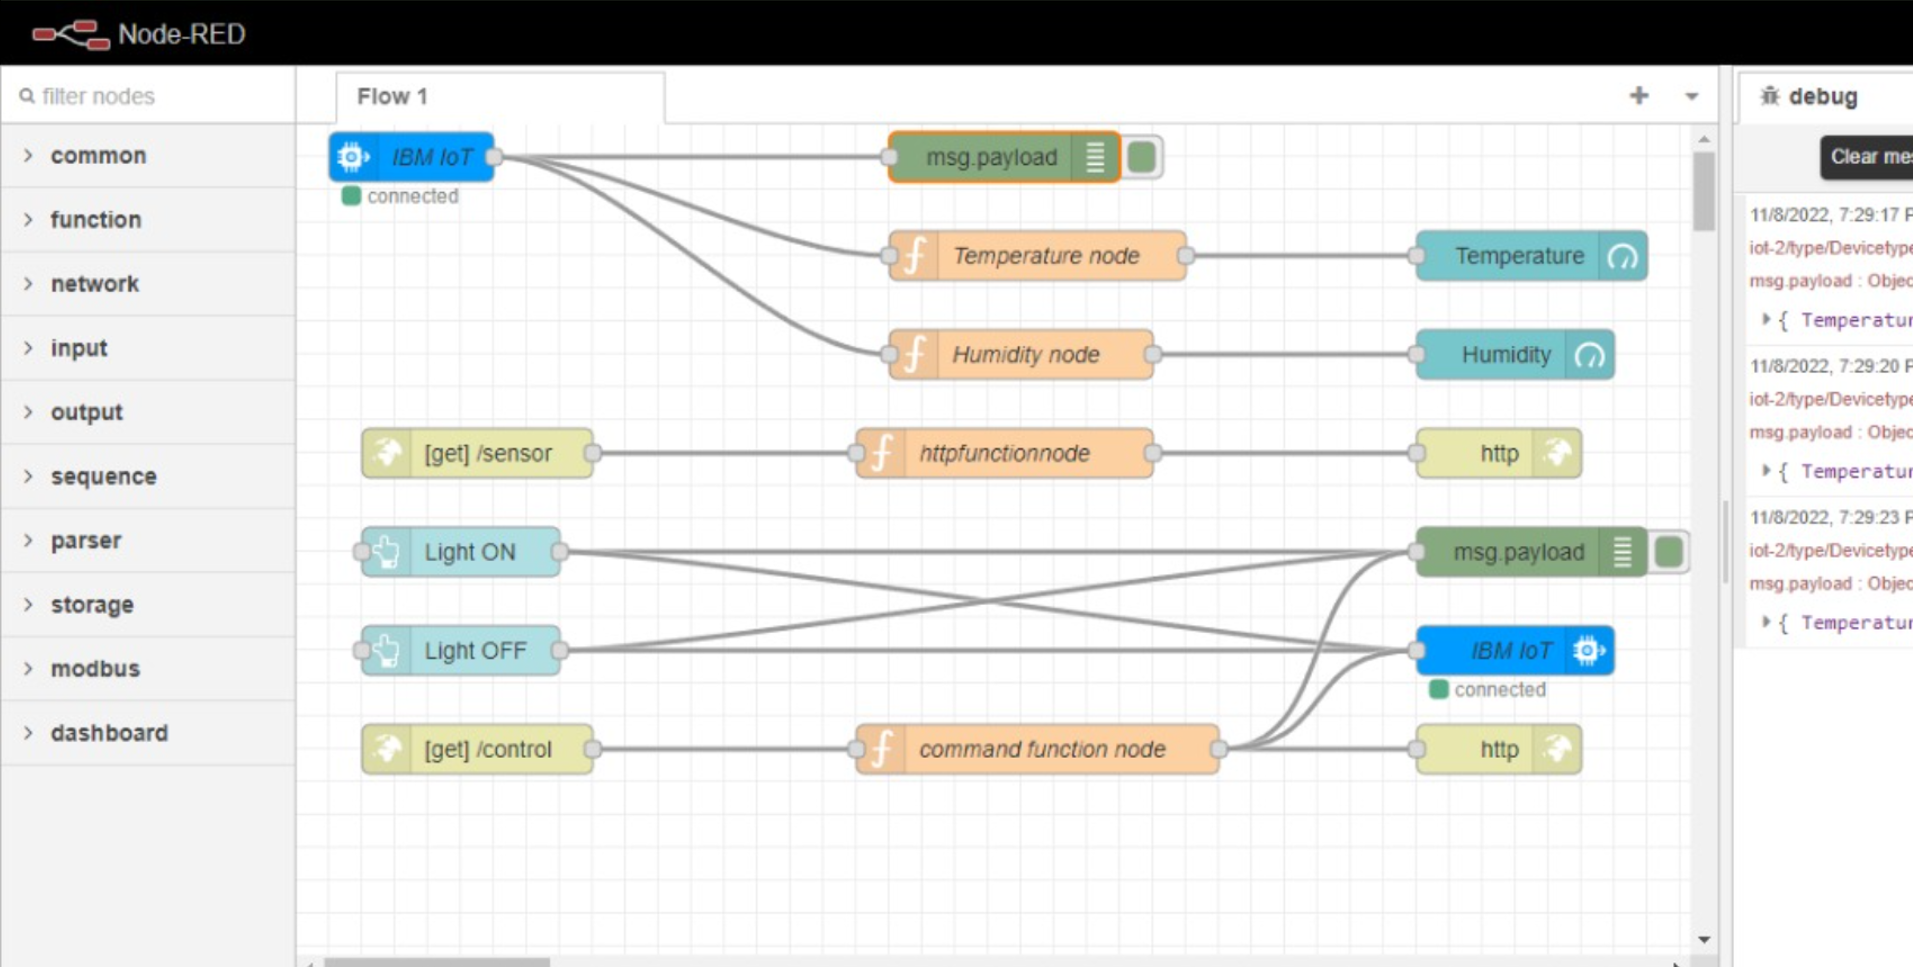 Node-RED
filter nodes
Flow 1
debug
common
function
network
input
output
sequence
parser
storage
modbus
dashboard
IBM IoT
connected
msg.payload
Temperature node
Temperature
Humidity node
Humidity
[get] /sensor
httpfunctionnode
http
Light ON
msg.payload
Light OFF
IBM IoT
connected
[get] /control
command function node
http
Clear mes
11/8/2022, 7:29:17 P
iot-2/type/Devicetype
msg.payload : Objec
{ Temperatur
11/8/2022, 7:29:20 P
iot-2/type/Devicetype
msg.payload : Objec
{ Temperatur
11/8/2022, 7:29:23 P
iot-2/type/Devicetype
msg.payload : Objec
{ Temperatur